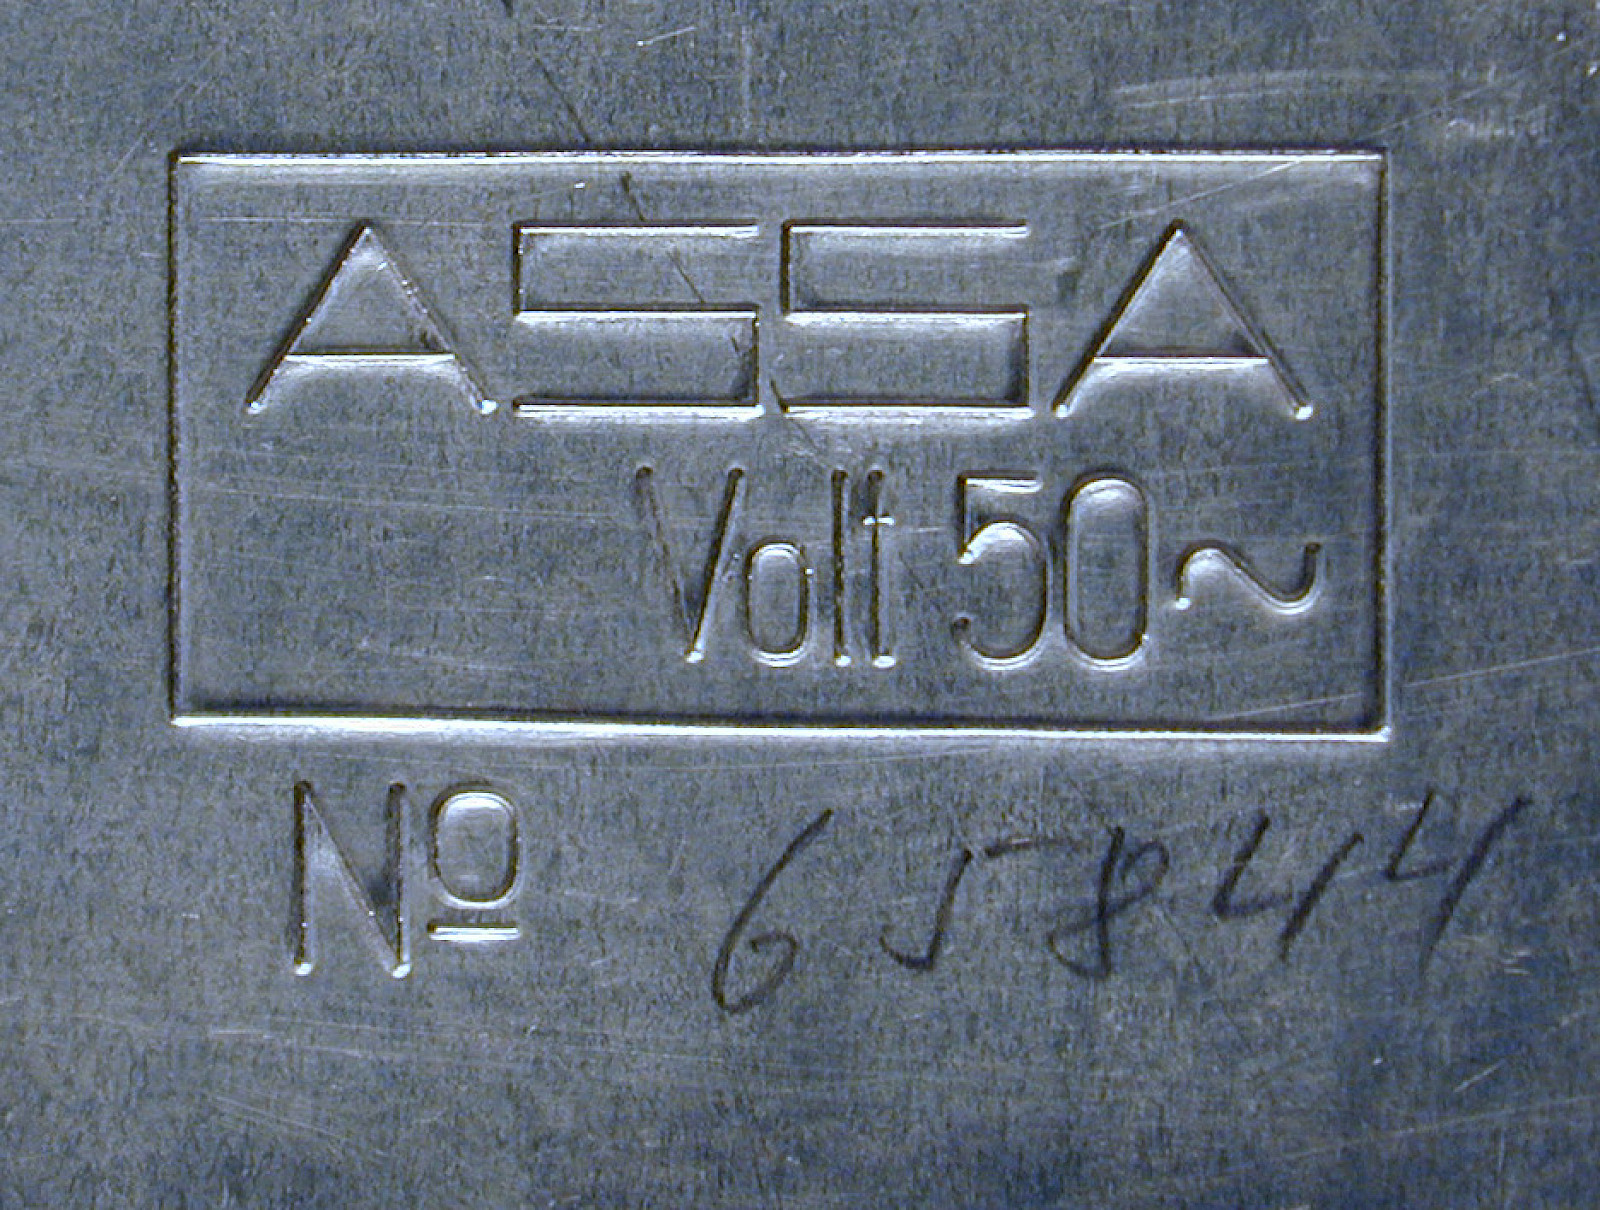 ASSA
Volt 50~
Nº 65844